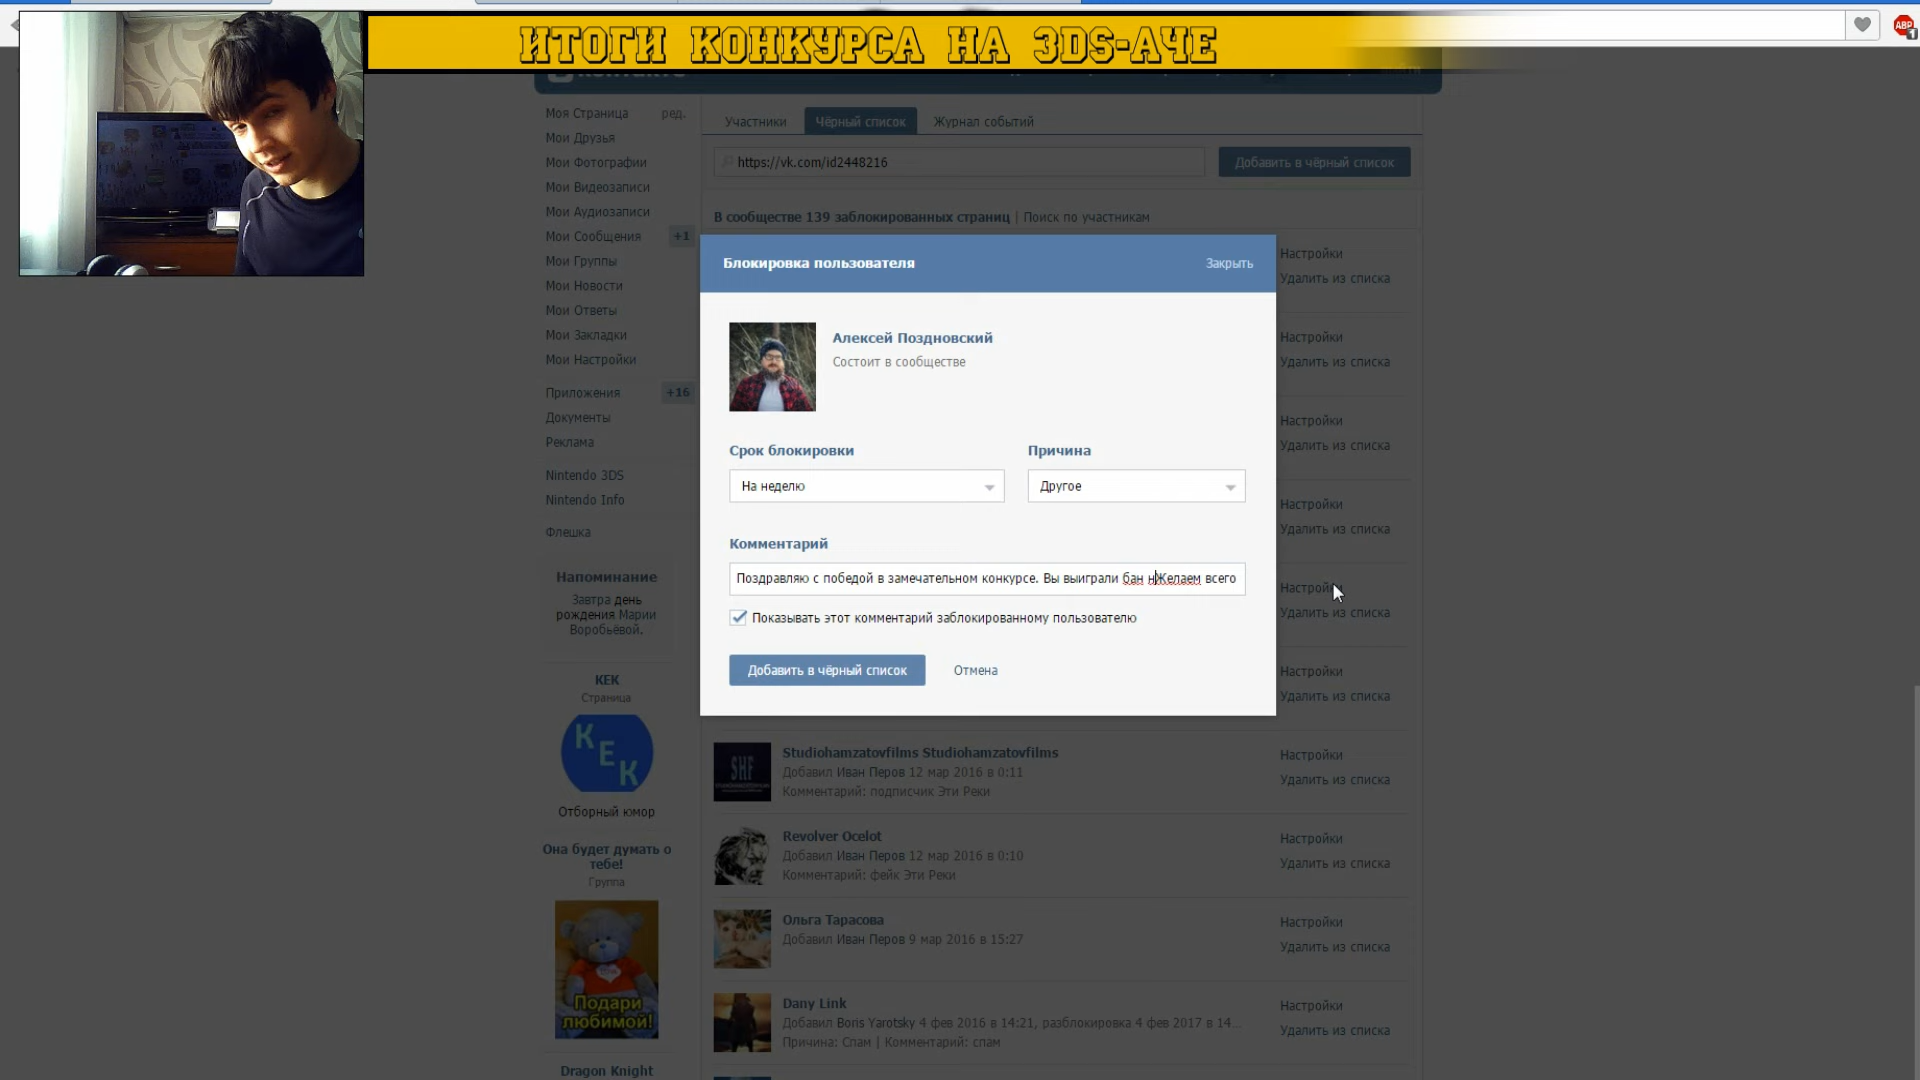 ИТОГИ КОНКУРСА НА 3DS-АЧЕ
ABP
1
Моя Страница ред.
Мои Друзья
Мои Фотографии
Мои Видеозаписи
Мои Аудиозаписи
Мои Сообщения +1
Мои Группы
Мои Новости
Мои Ответы
Мои Закладки
Мои Настройки
Приложения +16
Документы
Реклама
Nintendo 3DS
Nintendo Info
Флешка
Напоминание
Завтра день
рождения Марии
Воробьёвой.
КЕК
Страница
КЕК
Отборный юмор
Она будет думать о
тебе!
Группа
Подари
любимой!
Dragon Knight
Участники Чёрный список Журнал событий
https://vk.com/id2448216 Добавить в чёрный список
В сообществе 139 заблокированных страниц | Поиск по участникам
Блокировка пользователя Закрыть
Алексей Поздновский
Состоит в сообществе
Срок блокировки Причина
На неделю Другое
Комментарий
Поздравляю с победой в замечательном конкурсе. Вы выиграли бан нЖелаем всего
Показывать этот комментарий заблокированному пользователю
Добавить в чёрный список Отмена
Настройки
Удалить из списка
Настройки
Удалить из списка
Настройки
Удалить из списка
Настройки
Удалить из списка
Настройки
Удалить из списка
Настройки
Удалить из списка
SHF
Studiohamzatovfilms Studiohamzatovfilms
Добавил Иван Перов 12 мар 2016 в 0:11
Комментарий: подписчик Эти Реки
Настройки
Удалить из списка
Revolver Ocelot
Добавил Иван Перов 12 мар 2016 в 0:10
Комментарий: фейк Эти Реки
Настройки
Удалить из списка
Ольга Тарасова
Добавил Иван Перов 9 мар 2016 в 15:27
Настройки
Удалить из списка
Dany Link
Добавил Boris Yarotsky 4 фев 2016 в 14:21, разблокировка 4 фев 2017 в 14...
Причина: Спам | Комментарий: спам
Настройки
Удалить из списка